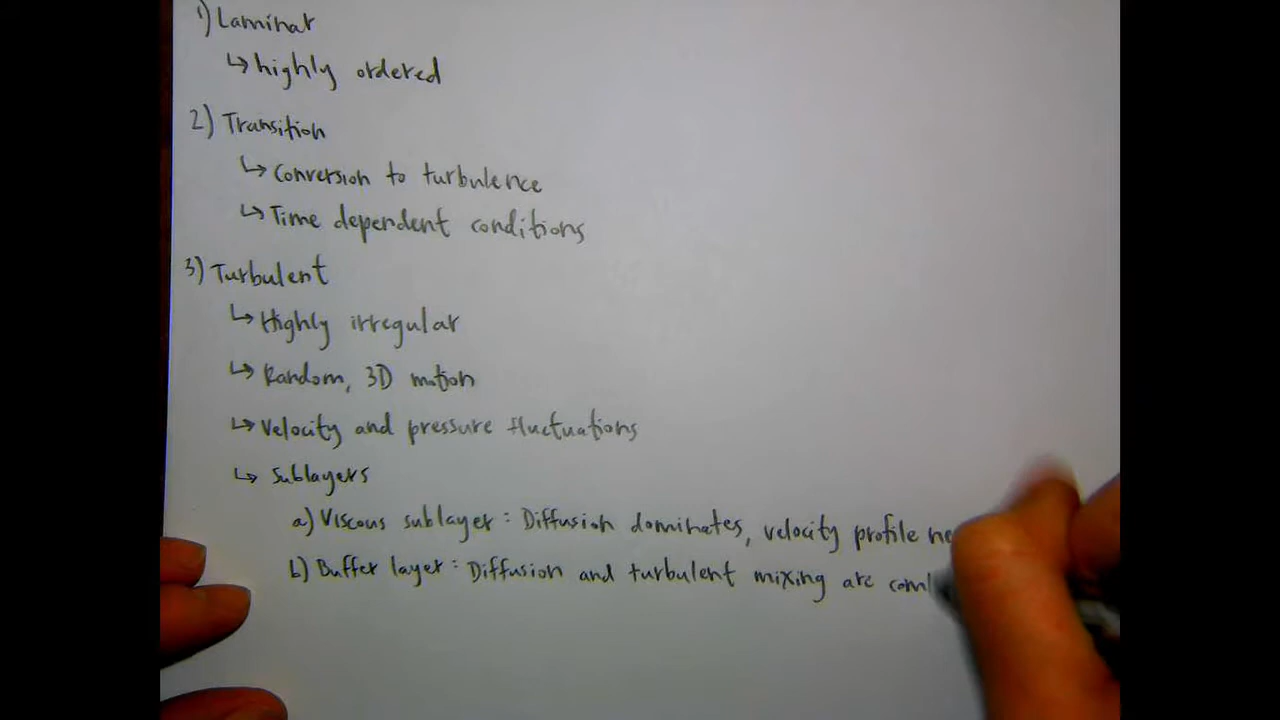 1) Laminar
↳ highly ordered
2) Transition
↳ Conversion to turbulence
↳ Time dependent conditions
3) Turbulent
↳ Highly irregular
↳ Random, 3D motion
↳ Velocity and pressure fluctuations
↳ Sublayers
a) Viscous sublayer: Diffusion dominates, velocity profile
b) Buffer layer: Diffusion and turbulent mixing are